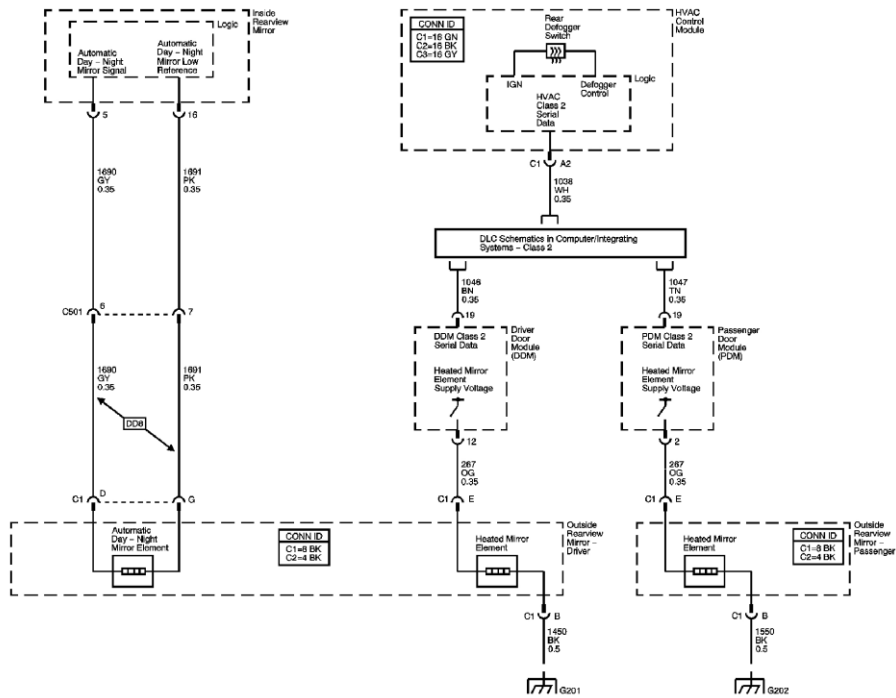 Inside
Rearview
Mirror
Logic
Automatic
Day – Night
Mirror Signal
Automatic
Day – Night
Mirror Low
Reference
5
16
1690
GY
0.35
1691
PK
0.35
C501
6
7
1690
GY
0.35
1691
PK
0.35
DD8
C1
D
G
Automatic
Day – Night
Mirror Element
CONN ID
C1=8 BK
C2=4 BK
HVAC
Control
Module
CONN ID
C1=18 GN
C2=16 BK
C3=16 GY
Rear
Defogger
Switch
IGN
Defogger
Control
Logic
HVAC
Class 2
Serial
Data
C1
A2
1038
WH
0.35
DLC Schematics in Computer/Integrating
Systems – Class 2
1046
BN
0.35
19
DDM Class 2
Serial Data
Heated Mirror
Element
Supply Voltage
Driver
Door
Module
(DDM)
12
267
OG
0.35
C1
E
Heated Mirror
Element
Outside
Rearview
Mirror –
Driver
C1
B
1450
BK
0.5
G201
1047
TN
0.35
19
PDM Class 2
Serial Data
Heated Mirror
Element
Supply Voltage
Passenger
Door
Module
(PDM)
2
267
OG
0.35
C1
E
Heated Mirror
Element
CONN ID
C1=8 BK
C2=4 BK
Outside
Rearview
Mirror –
Passenger
C1
B
1550
BK
0.5
G202